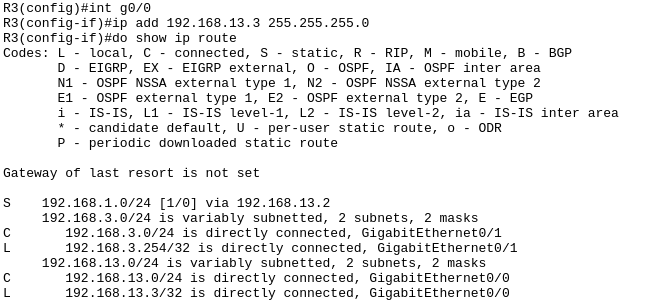 R3(config)#int g0/0
R3(config-if)#ip add 192.168.13.3 255.255.255.0
R3(config-if)#do show ip route
Codes: L - local, C - connected, S - static, R - RIP, M - mobile, B - BGP
       D - EIGRP, EX - EIGRP external, O - OSPF, IA - OSPF inter area
       N1 - OSPF NSSA external type 1, N2 - OSPF NSSA external type 2
       E1 - OSPF external type 1, E2 - OSPF external type 2, E - EGP
       i - IS-IS, L1 - IS-IS level-1, L2 - IS-IS level-2, ia - IS-IS inter area
       * - candidate default, U - per-user static route, o - ODR
       P - periodic downloaded static route

Gateway of last resort is not set

S    192.168.1.0/24 [1/0] via 192.168.13.2
     192.168.3.0/24 is variably subnetted, 2 subnets, 2 masks
C       192.168.3.0/24 is directly connected, GigabitEthernet0/1
L       192.168.3.254/32 is directly connected, GigabitEthernet0/1
     192.168.13.0/24 is variably subnetted, 2 subnets, 2 masks
C       192.168.13.0/24 is directly connected, GigabitEthernet0/0
L       192.168.13.3/32 is directly connected, GigabitEthernet0/0